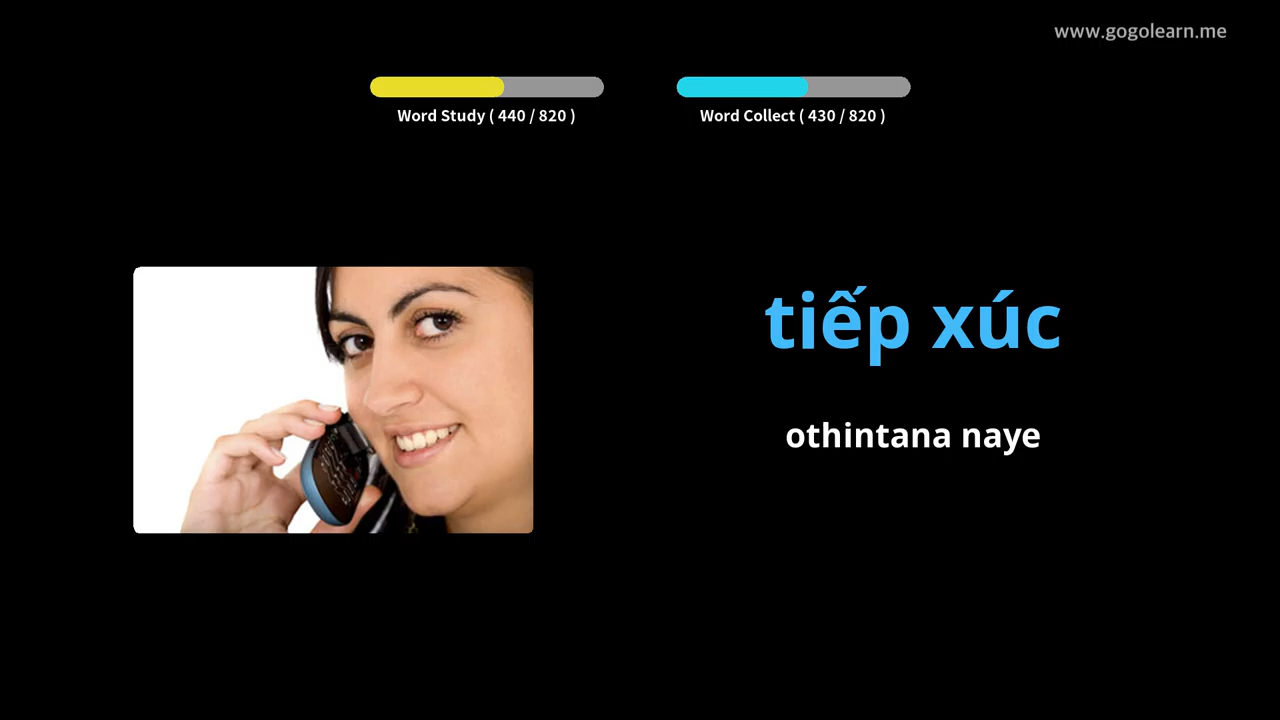 www.gogolearn.me
Word Study ( 440 / 820 )
Word Collect ( 430 / 820 )
tiếp xúc
othintana naye